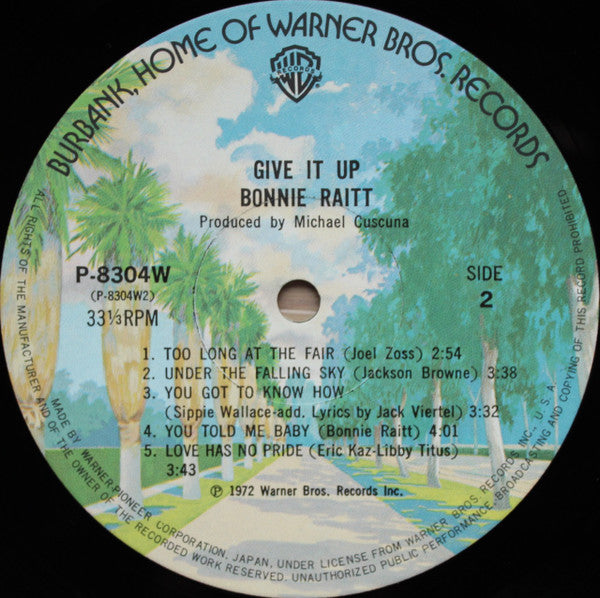 BURBANK, HOME OF WARNER BROS. RECORDS
WB
RECORDS
GIVE IT UP
BONNIE RAITT
Produced by Michael Cuscuna
P-8304W
(P-8304W2)
33 1/3 RPM
SIDE
2
1. TOO LONG AT THE FAIR (Joel Zoss) 2:54
2. UNDER THE FALLING SKY (Jackson Browne) 3:38
3. YOU GOT TO KNOW HOW
(Sippie Wallace-add. Lyrics by Jack Viertel) 3:32
4. YOU TOLD ME BABY (Bonnie Raitt) 4:01
5. LOVE HAS NO PRIDE (Eric Kaz-Libby Titus)
3:43
℗ 1972 Warner Bros. Records Inc.
MADE BY WARNER-PIONEER CORPORATION, JAPAN, UNDER LICENSE FROM WARNER BROS. RECORDS INC. U. S. A.
ALL RIGHTS OF THE MANUFACTURER AND OF THE OWNER OF THE RECORDED WORK RESERVED. UNAUTHORIZED PUBLIC PERFORMANCE, BROADCASTING AND COPYING OF THIS RECORD PROHIBITED.